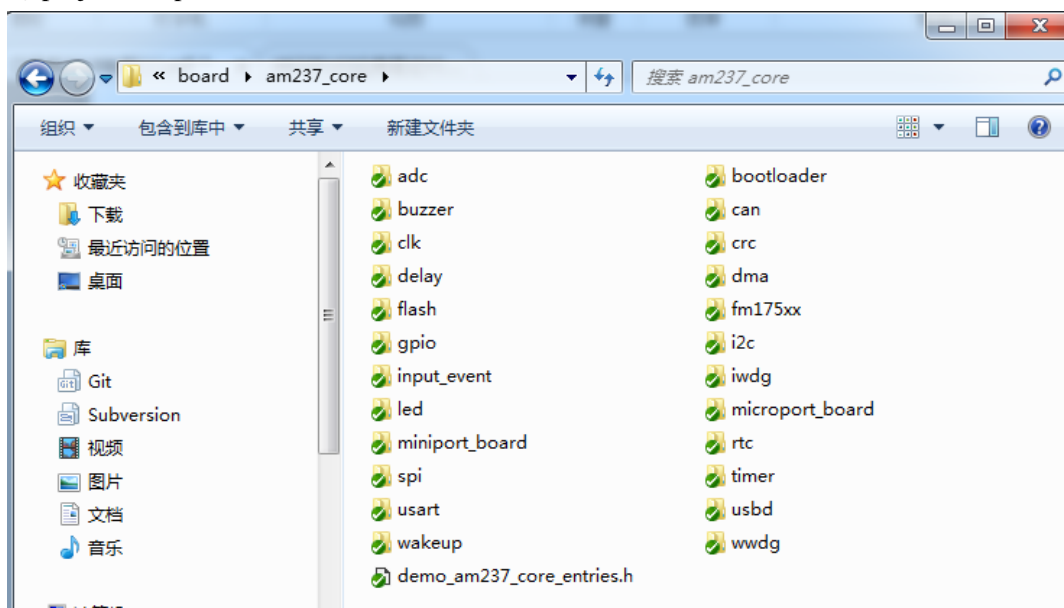 « board ▸ am237_core ▸
搜索 am237_core
组织 ▼ 包含到库中 ▼ 共享 ▼ 新建文件夹
收藏夹
下载
最近访问的位置
桌面
库
Git
Subversion
视频
图片
文档
音乐
adc bootloader
buzzer can
clk crc
delay dma
flash fm175xx
gpio i2c
input_event iwdg
led microport_board
miniport_board rtc
spi timer
usart usbd
wakeup wwdg
demo_am237_core_entries.h